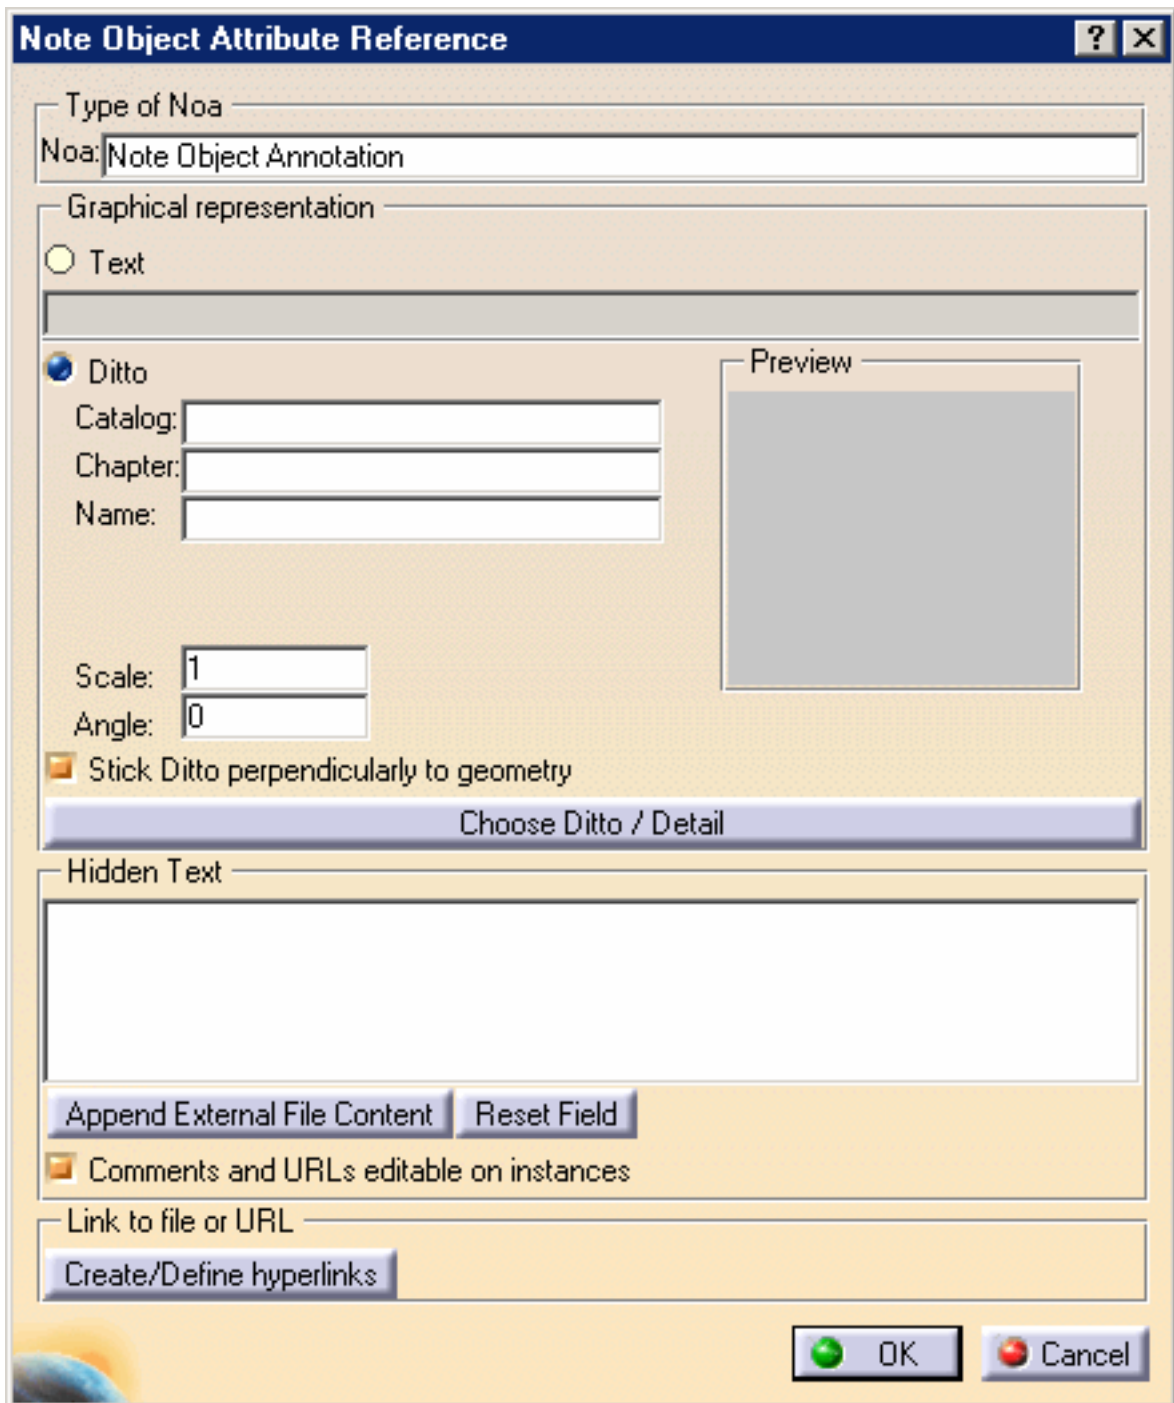 Note Object Attribute Reference
Type of Noa
Noa: Note Object Annotation
Graphical representation
Text
Ditto
Preview
Catalog:
Chapter:
Name:
Scale: 1
Angle: 0
Stick Ditto perpendicularly to geometry
Choose Ditto / Detail
Hidden Text
Append External File Content Reset Field
Comments and URLs editable on instances
Link to file or URL
Create/Define hyperlinks
OK Cancel